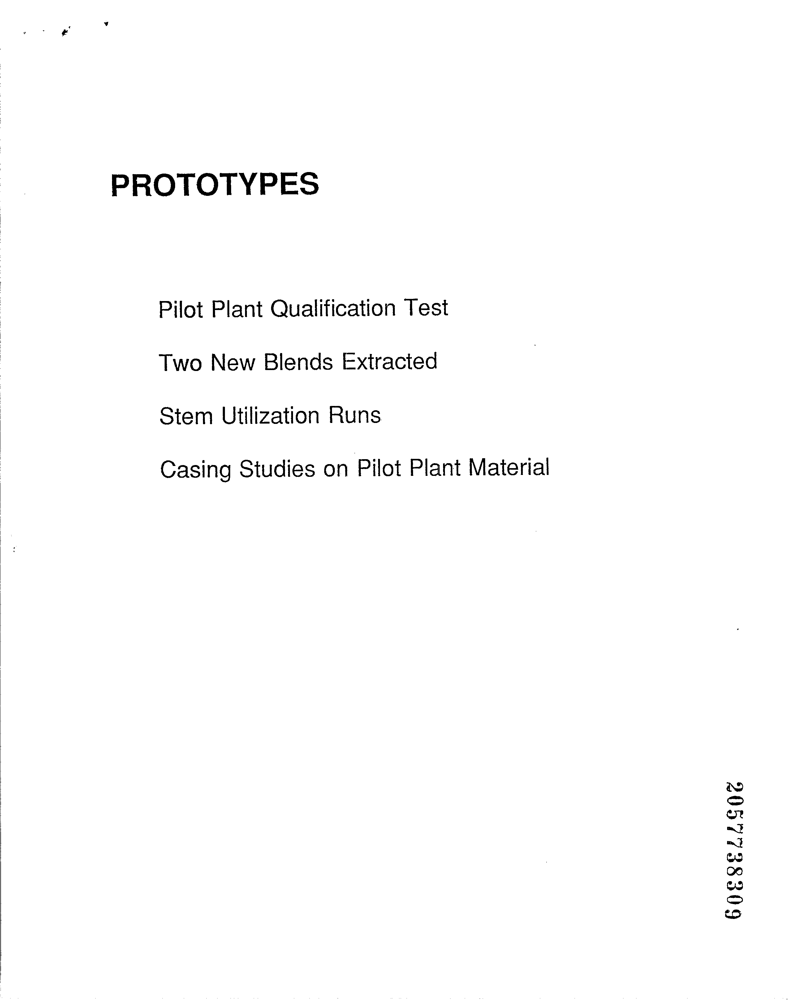 PROTOTYPES
Pilot Plant Qualification Test
Two New Blends Extracted
Stem Utilization Runs
Casing Studies on Pilot Plant Material
2057738309